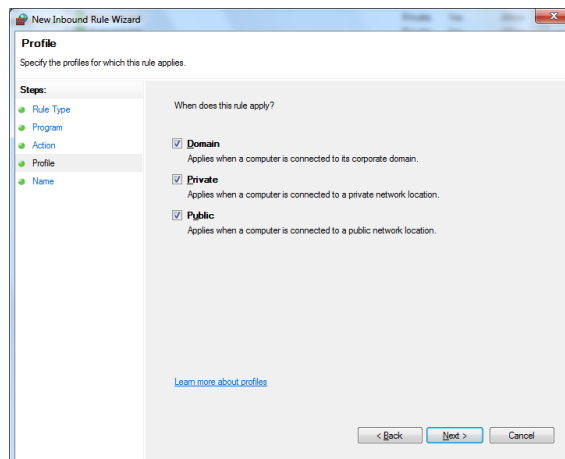 New Inbound Rule Wizard
Profile
Specify the profiles for which this rule applies.
Steps:
Rule Type
Program
Action
Profile
Name
When does this rule apply?
Domain
Applies when a computer is connected to its corporate domain.
Private
Applies when a computer is connected to a private network location.
Public
Applies when a computer is connected to a public network location.
Learn more about profiles
< Back
Next >
Cancel